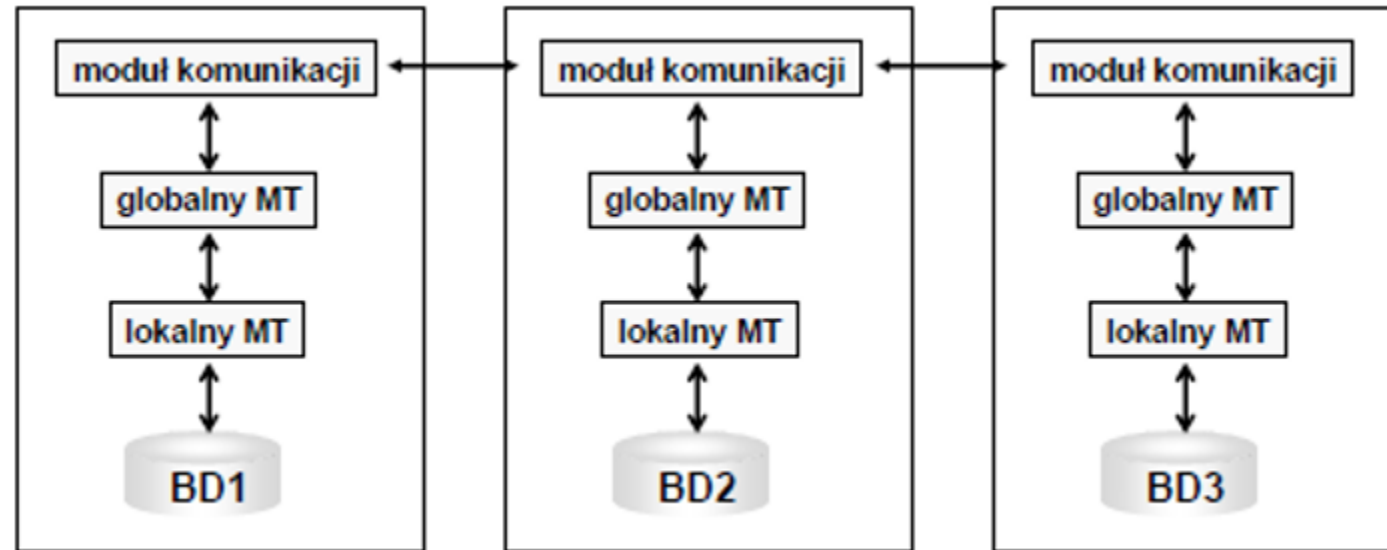 moduł komunikacji
moduł komunikacji
moduł komunikacji
globalny MT
globalny MT
globalny MT
lokalny MT
lokalny MT
lokalny MT
BD1
BD2
BD3